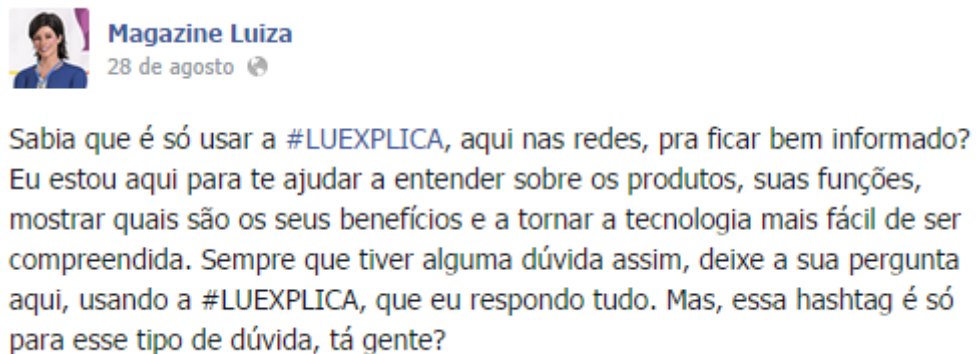 Magazine Luiza
28 de agosto
Sabia que é só usar a #LUEXPLICA, aqui nas redes, pra ficar bem informado?
Eu estou aqui para te ajudar a entender sobre os produtos, suas funções,
mostrar quais são os seus benefícios e a tornar a tecnologia mais fácil de ser
compreendida. Sempre que tiver alguma dúvida assim, deixe a sua pergunta
aqui, usando a #LUEXPLICA, que eu respondo tudo. Mas, essa hashtag é só
para esse tipo de dúvida, tá gente?